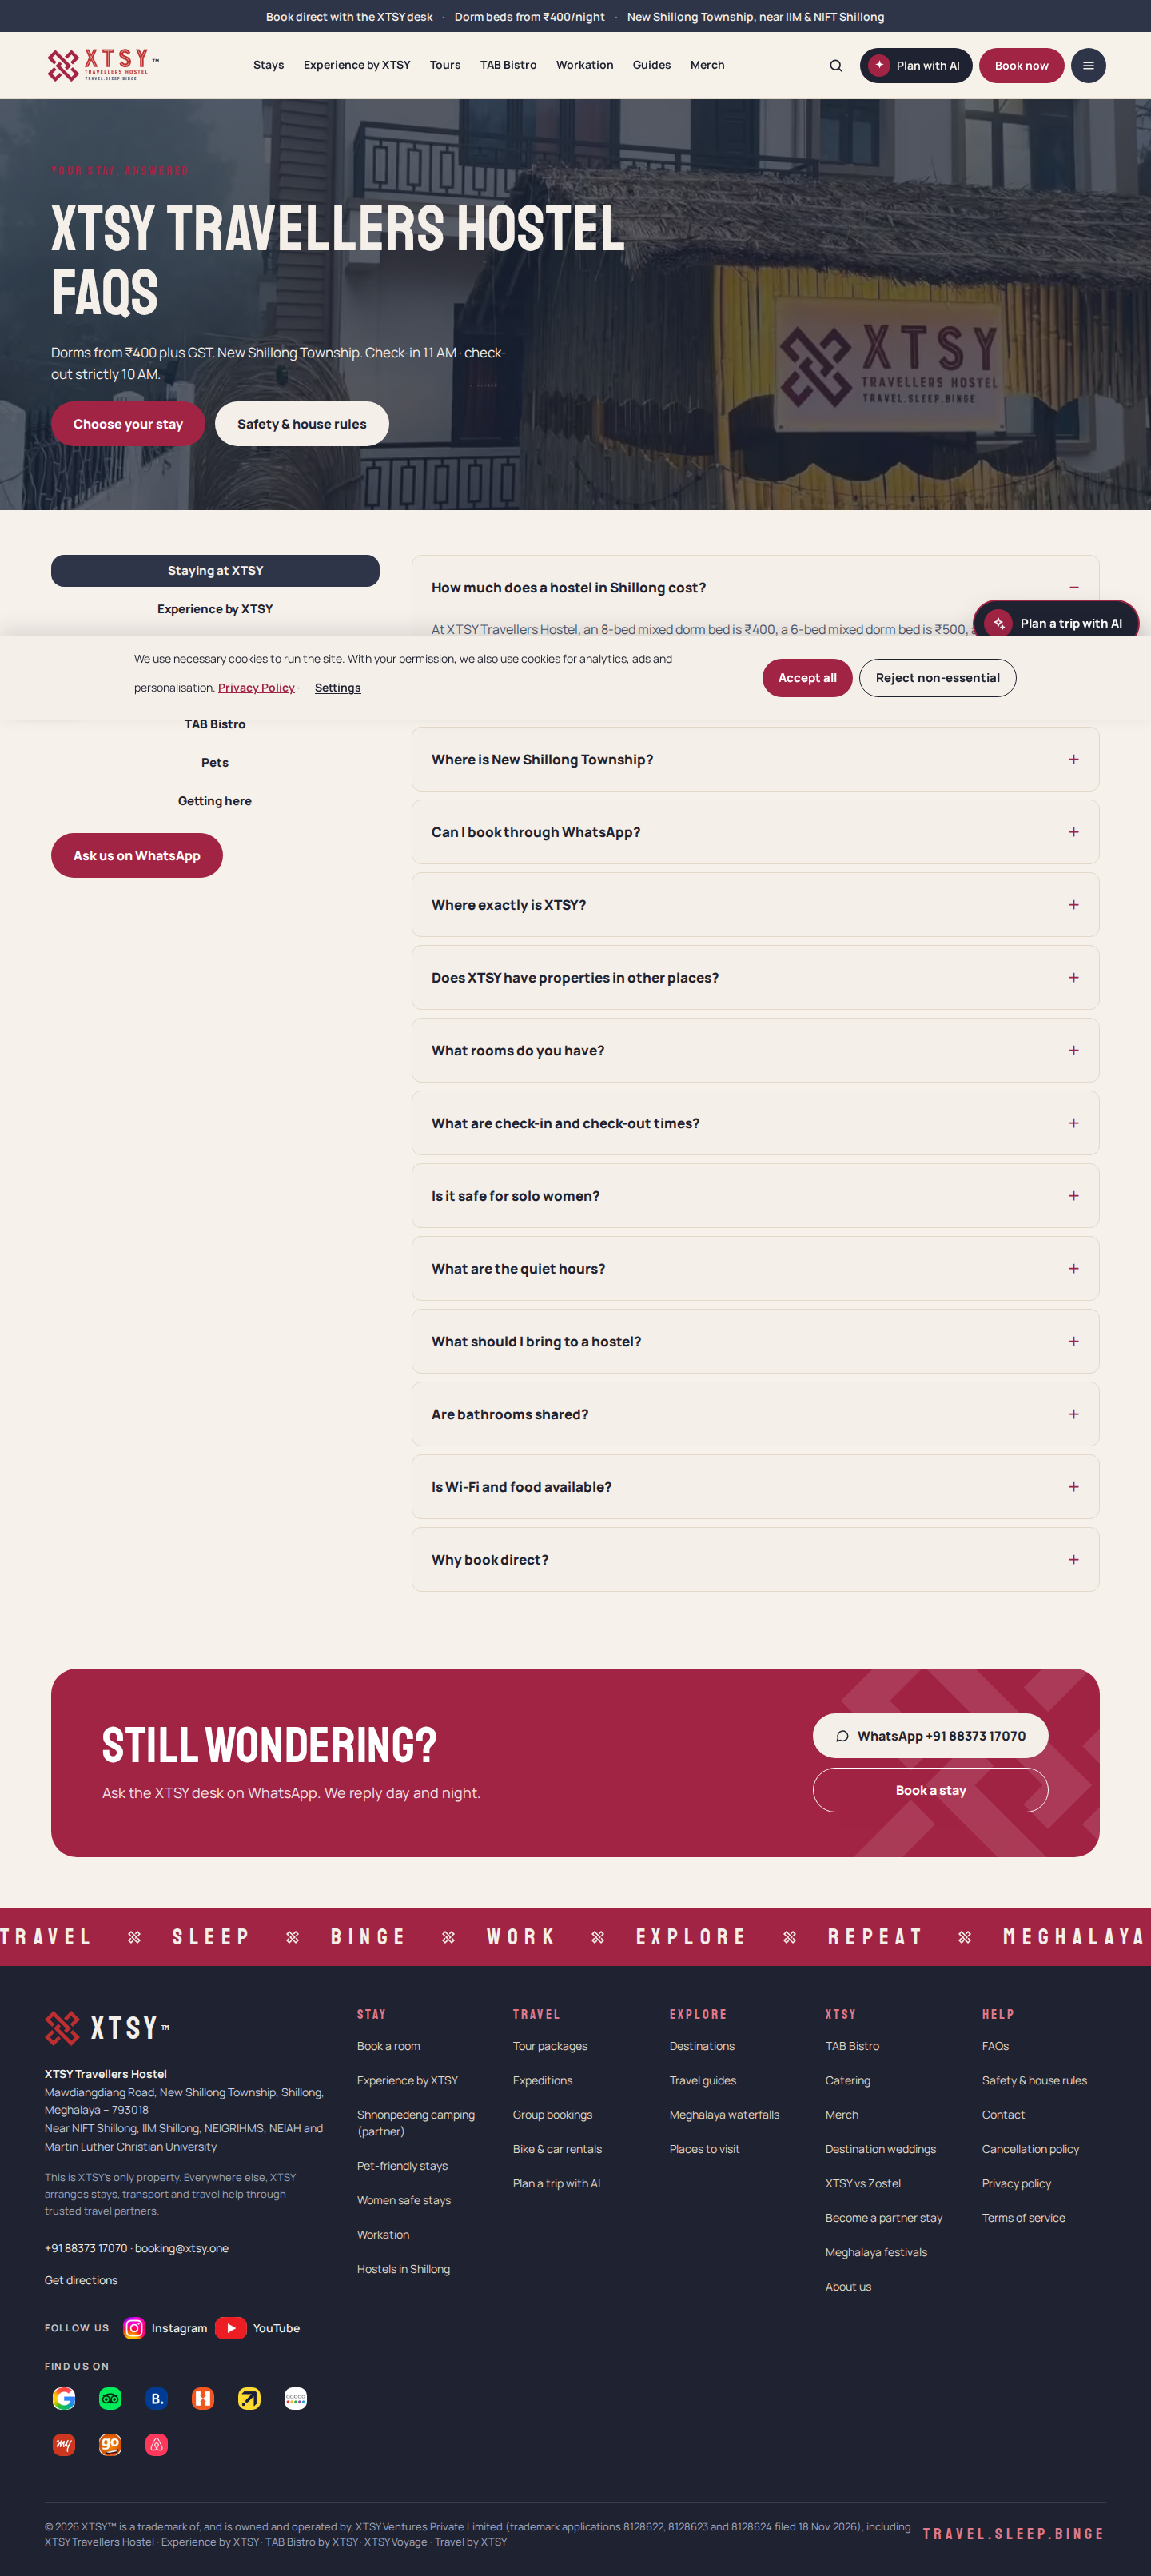 Book direct with the XTSY desk · Dorm beds from ₹400/night · New Shillong Township, near IIM & NIFT Shillong
XTSY™
TRAVELLERS HOSTEL
TRAVEL.SLEEP.BINGE
Stays Experience by XTSY Tours TAB Bistro Workation Guides Merch
Plan with AI
Book now
YOUR STAY, ANSWERED
XTSY TRAVELLERS HOSTEL
FAQS
Dorms from ₹400 plus GST. New Shillong Township. Check-in 11 AM · check-
out strictly 10 AM.
Choose your stay
Safety & house rules
XTSY
TRAVELLERS HOSTEL
TRAVEL.SLEEP.BINGE
Staying at XTSY
Experience by XTSY
How much does a hostel in Shillong cost?
At XTSY Travellers Hostel, an 8-bed mixed dorm bed is ₹400, a 6-bed mixed dorm bed is ₹500,
Plan a trip with AI
We use necessary cookies to run the site. With your permission, we also use cookies for analytics, ads and
personalisation. Privacy Policy · Settings
Accept all
Reject non-essential
TAB Bistro
Pets
Getting here
Ask us on WhatsApp
Where is New Shillong Township?
Can I book through WhatsApp?
Where exactly is XTSY?
Does XTSY have properties in other places?
What rooms do you have?
What are check-in and check-out times?
Is it safe for solo women?
What are the quiet hours?
What should I bring to a hostel?
Are bathrooms shared?
Is Wi-Fi and food available?
Why book direct?
STILL WONDERING?
Ask the XTSY desk on WhatsApp. We reply day and night.
WhatsApp +91 88373 17070
Book a stay
TRAVEL SLEEP BINGE WORK EXPLORE REPEAT MEGHALAYA
XTSY™
XTSY Travellers Hostel
Mawdiangdiang Road, New Shillong Township, Shillong,
Meghalaya – 793018
Near NIFT Shillong, IIM Shillong, NEIGRIHMS, NEIAH and
Martin Luther Christian University
This is XTSY's only property. Everywhere else, XTSY
arranges stays, transport and travel help through
trusted travel partners.
+91 88373 17070 · booking@xtsy.one
Get directions
FOLLOW US Instagram YouTube
FIND US ON
B.
H
agoda
my
go
STAY
Book a room
Experience by XTSY
Shnonpedeng camping
(partner)
Pet-friendly stays
Women safe stays
Workation
Hostels in Shillong
TRAVEL
Tour packages
Expeditions
Group bookings
Bike & car rentals
Plan a trip with AI
EXPLORE
Destinations
Travel guides
Meghalaya waterfalls
Places to visit
XTSY
TAB Bistro
Catering
Merch
Destination weddings
XTSY vs Zostel
Become a partner stay
Meghalaya festivals
About us
HELP
FAQs
Safety & house rules
Contact
Cancellation policy
Privacy policy
Terms of service
© 2026 XTSY™ is a trademark of, and is owned and operated by, XTSY Ventures Private Limited (trademark applications 8128622, 8128623 and 8128624 filed 18 Nov 2026), including
XTSY Travellers Hostel · Experience by XTSY · TAB Bistro by XTSY · XTSY Voyage · Travel by XTSY
TRAVEL.SLEEP.BINGE